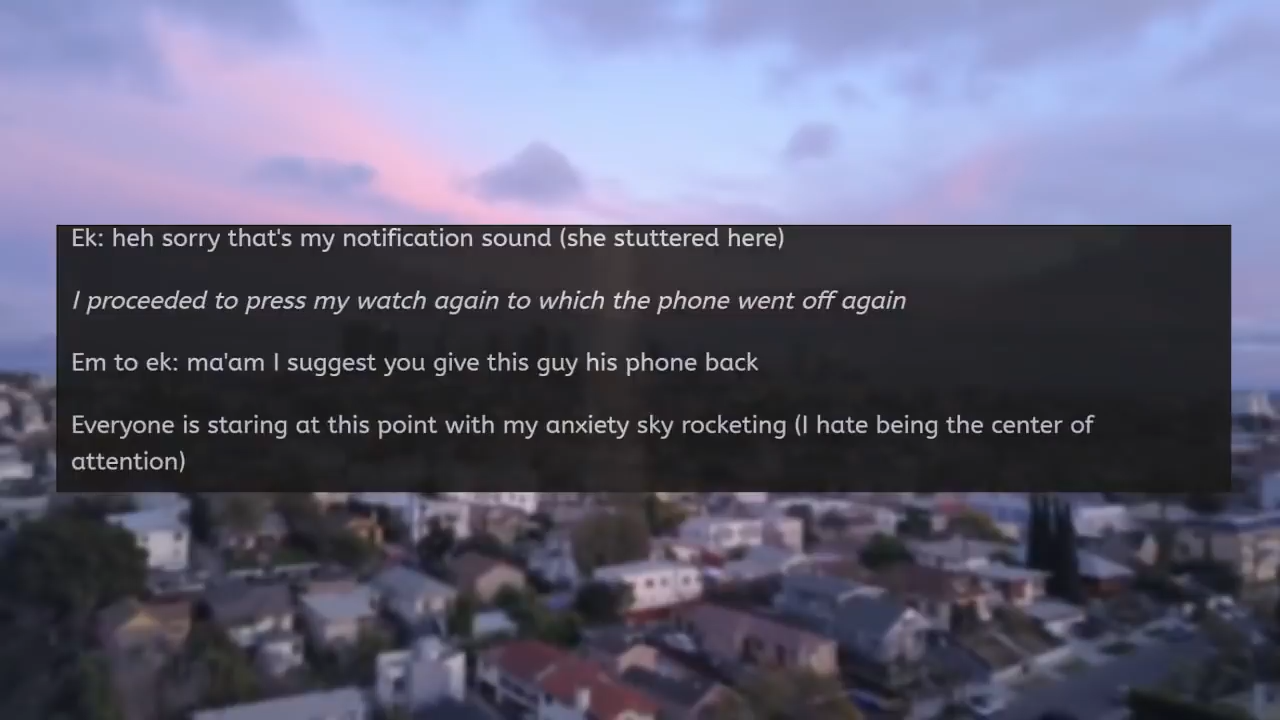 Ek: heh sorry that's my notification sound (she stuttered here)
I proceeded to press my watch again to which the phone went off again
Em to ek: ma'am I suggest you give this guy his phone back
Everyone is staring at this point with my anxiety sky rocketing (I hate being the center of
attention)